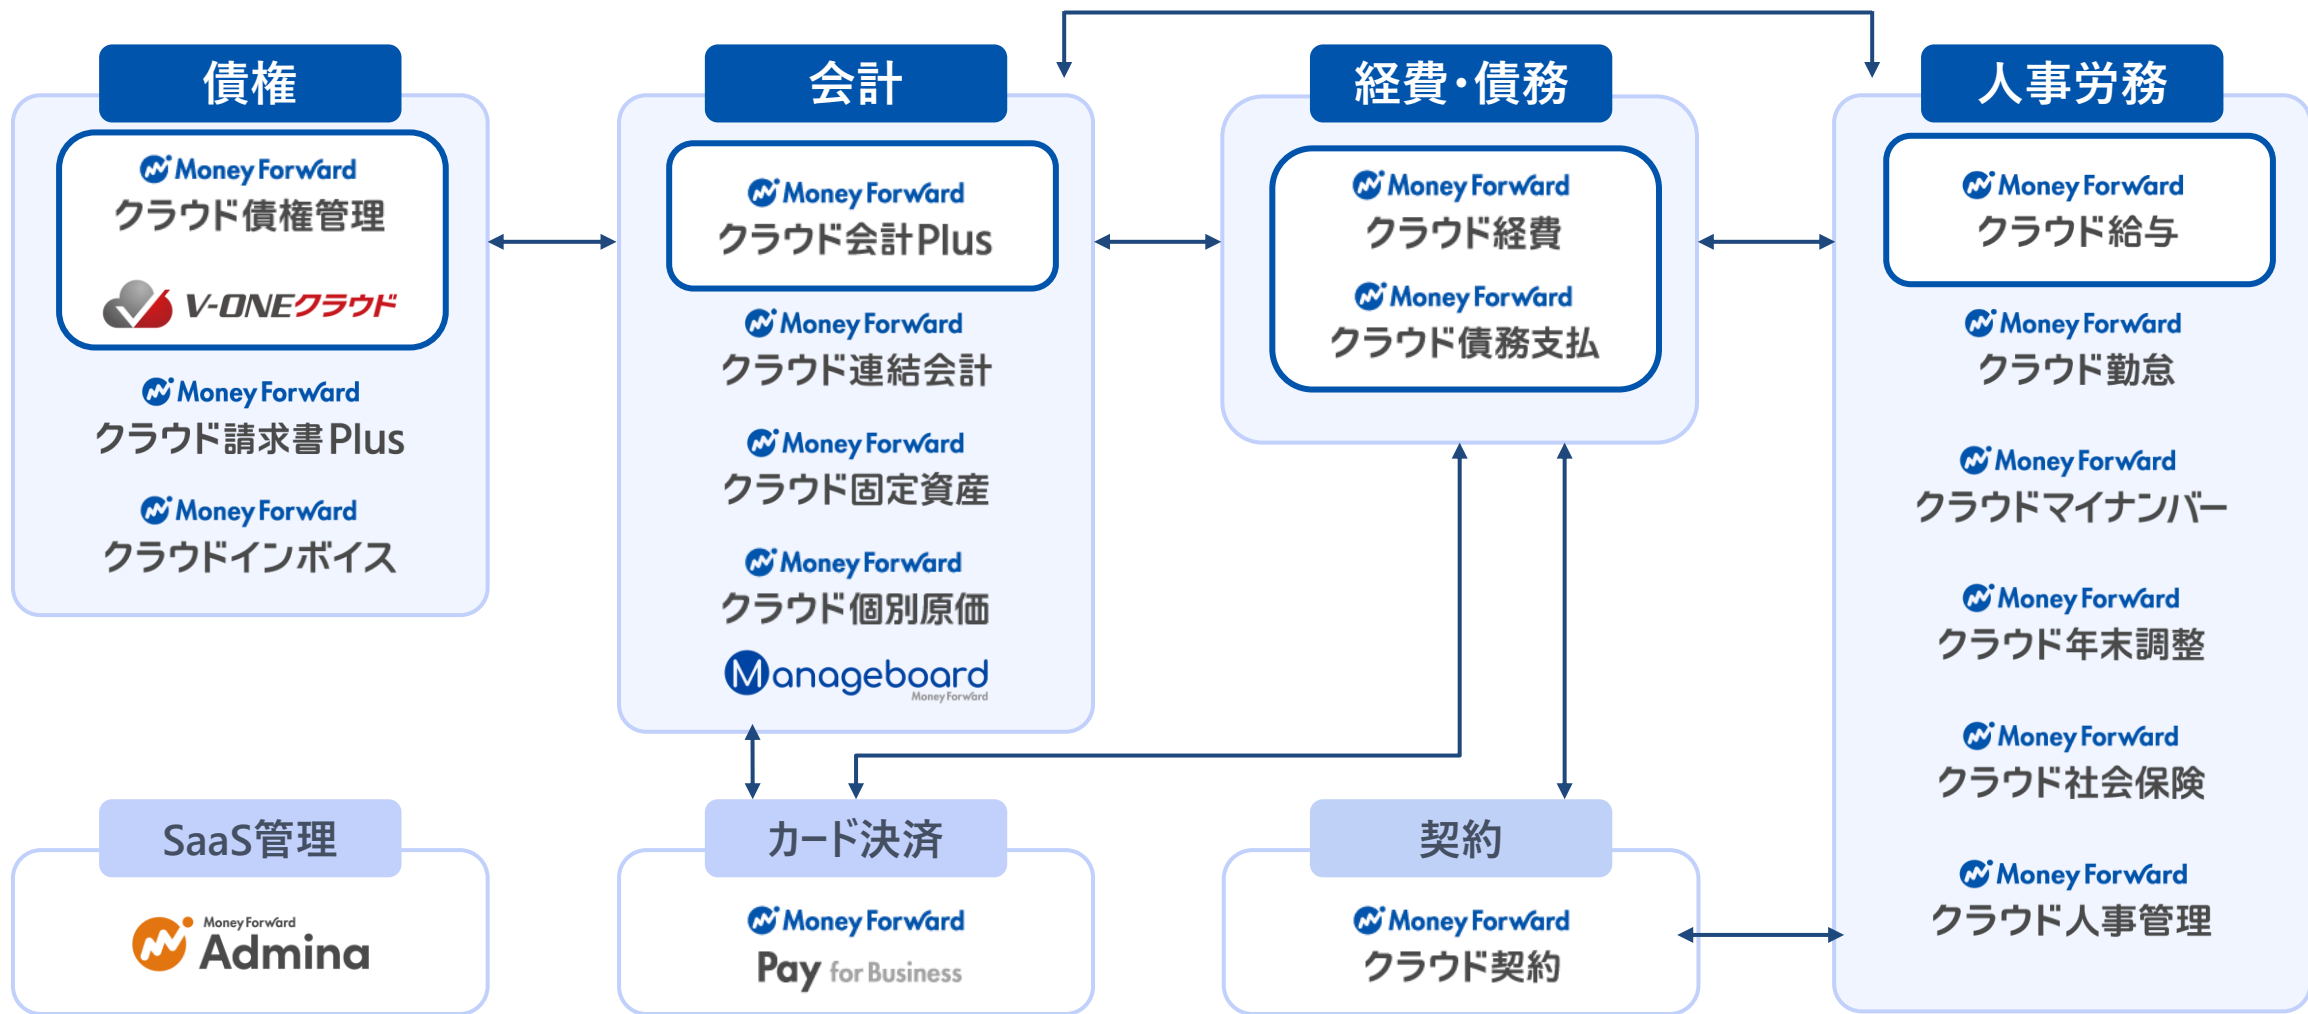 債権
Money Forward
クラウド債権管理
V-ONEクラウド
Money Forward
クラウド請求書Plus
Money Forward
クラウドインボイス
会計
Money Forward
クラウド会計Plus
Money Forward
クラウド連結会計
Money Forward
クラウド固定資産
Money Forward
クラウド個別原価
Manageboard
Money Forward
経費・債務
Money Forward
クラウド経費
Money Forward
クラウド債務支払
人事労務
Money Forward
クラウド給与
Money Forward
クラウド勤怠
Money Forward
クラウドマイナンバー
Money Forward
クラウド年末調整
Money Forward
クラウド社会保険
Money Forward
クラウド人事管理
SaaS管理
Money Forward
Admina
カード決済
Money Forward
Pay for Business
契約
Money Forward
クラウド契約